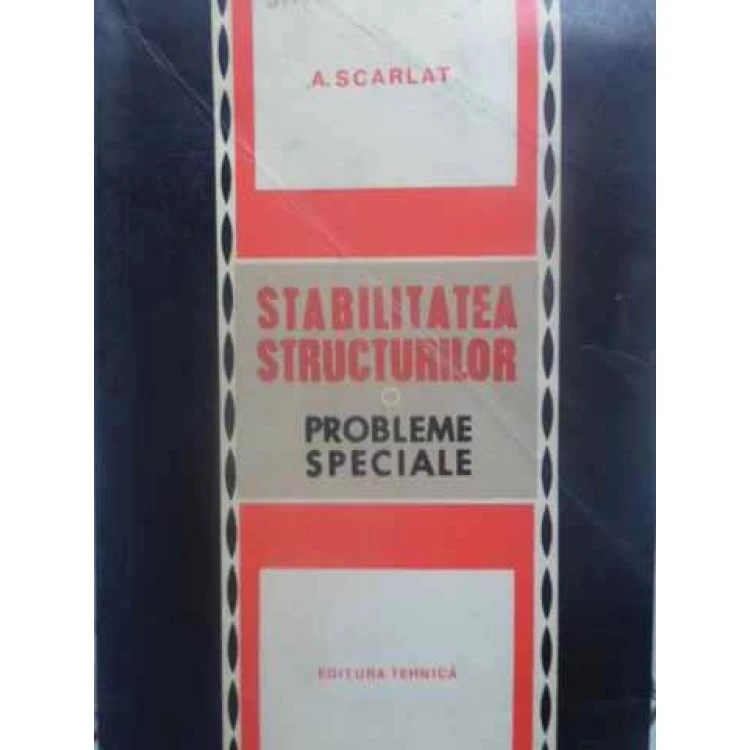 A. SCARLAT
STABILITATEA
STRUCTURILOR
PROBLEME
SPECIALE
EDITURA TEHNICĂ